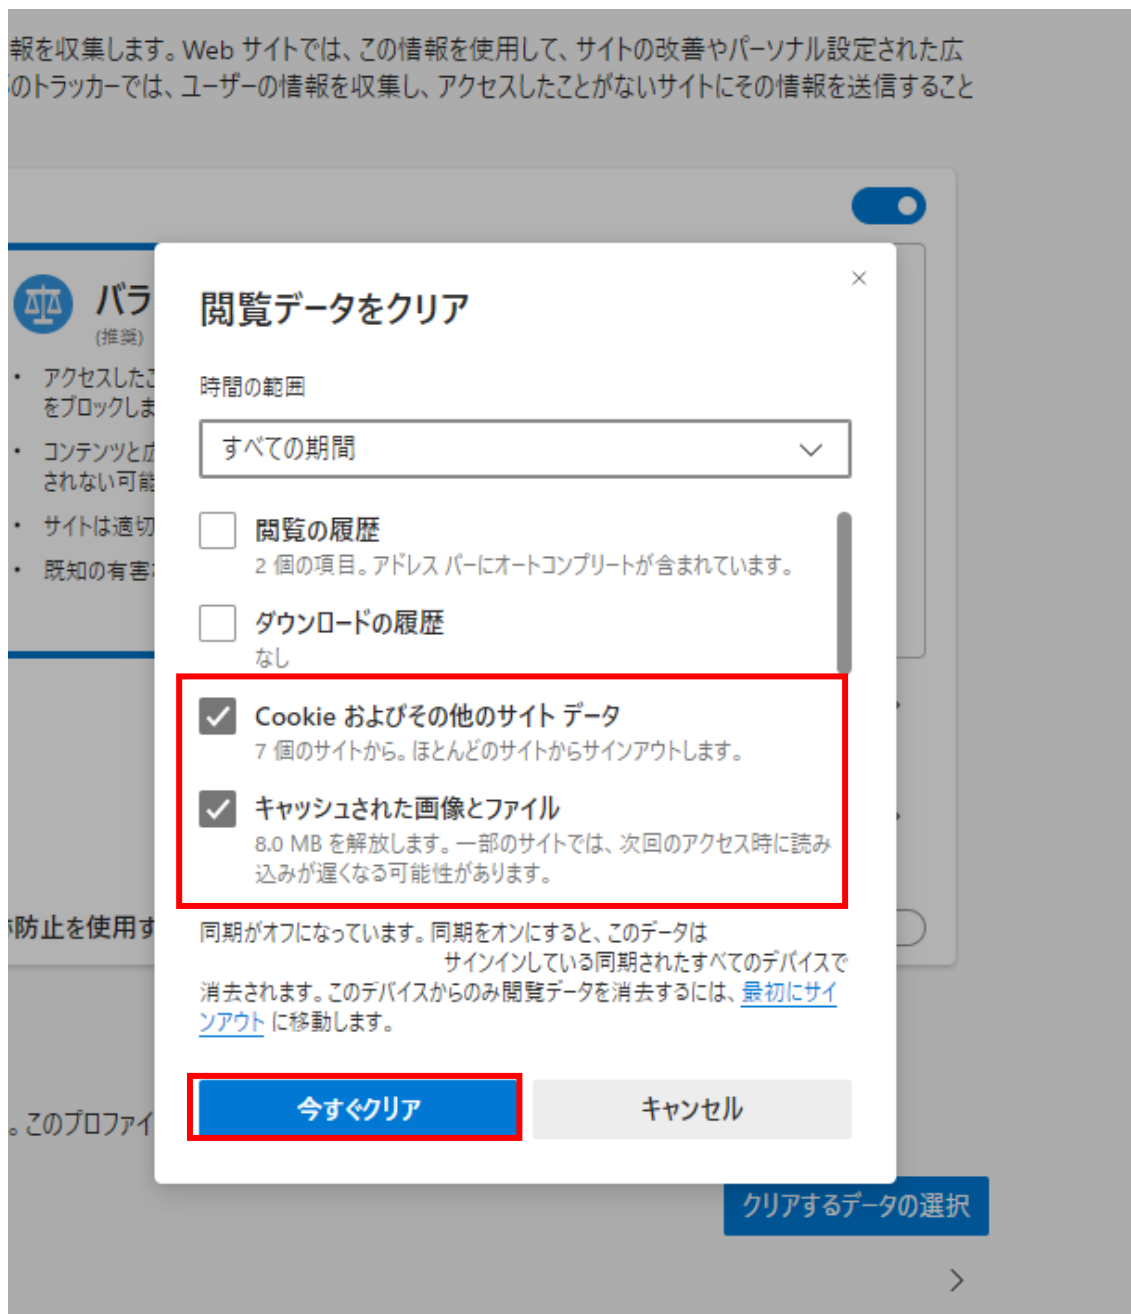 報を収集します。Web サイトでは、この情報を使用して、サイトの改善やパーソナル設定された広
のトラッカーでは、ユーザーの情報を収集し、アクセスしたことがないサイトにその情報を送信すること
バラ
(推奨)
• アクセスしたこ
をブロックしま
• コンテンツと広
されない可能
• サイトは適切
• 既知の有害
閲覧データをクリア
時間の範囲
すべての期間
閲覧の履歴
2 個の項目。アドレス バーにオートコンプリートが含まれています。
ダウンロードの履歴
なし
Cookie およびその他のサイト データ
7 個のサイトから。ほとんどのサイトからサインアウトします。
キャッシュされた画像とファイル
8.0 MB を解放します。一部のサイトでは、次回のアクセス時に読み
込みが遅くなる可能性があります。
防止を使用す
同期がオフになっています。同期をオンにすると、このデータは
サインインしている同期されたすべてのデバイスで
消去されます。このデバイスからのみ閲覧データを消去するには、最初にサイ
ンアウト に移動します。
今すぐクリア
キャンセル
。このプロファイ
クリアするデータの選択